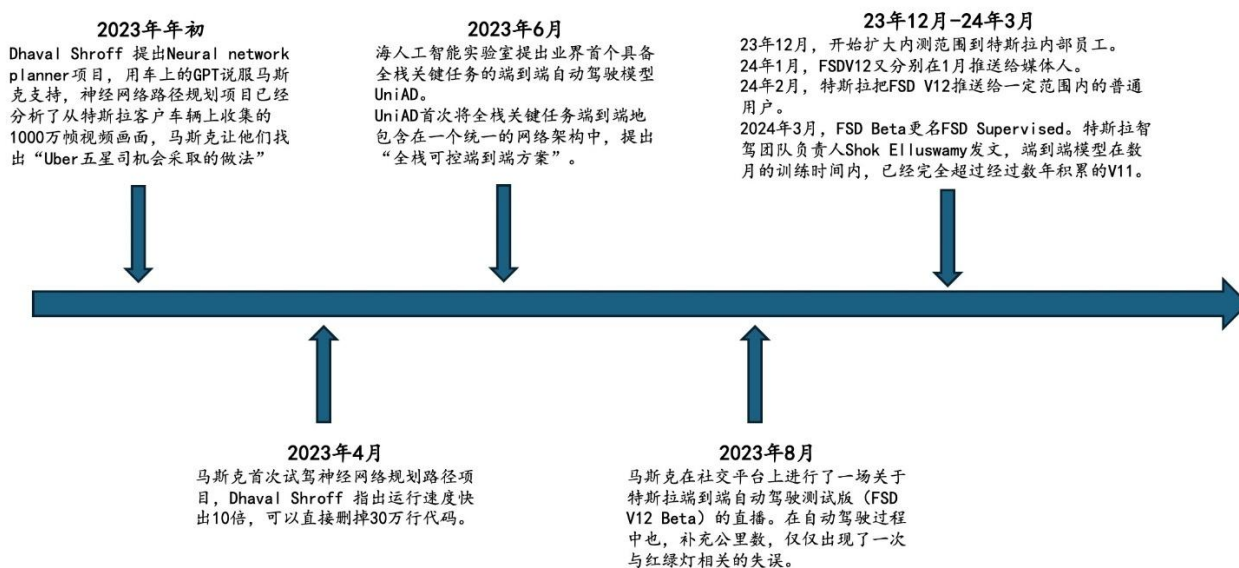 2023年年初
Dhaval Shroff 提出Neural network
planner项目，用车上的GPT说服马斯
克支持，神经网络路径规划项目已经
分析了从特斯拉客户车辆上收集的
1000万帧视频画面，马斯克让他们找
出“Uber五星司机会采取的做法”
2023年6月
海人工智能实验室提出业界首个具备
全栈关键任务的端到端自动驾驶模型
UniAD。
UniAD首次将全栈关键任务端到端地
包含在一个统一的网络架构中，提出
“全栈可控端到端方案”。
23年12月-24年3月
23年12月，开始扩大内测范围到特斯拉内部员工。
24年1月，FSDV12又分别在1月推送给媒体人。
24年2月，特斯拉把FSD V12推送给一定范围内的普通
用户。
2024年3月，FSD Beta更名FSD Supervised。特斯拉智
驾团队负责人Shok Elluswamy发文，端到端模型在数
月的训练时间内，已经完全超过经过数年积累的V11。
2023年4月
马斯克首次试驾神经网络规划路径项
目，Dhaval Shroff 指出运行速度快
出10倍，可以直接删掉30万行代码。
2023年8月
马斯克在社交平台上进行了一场关于
特斯拉端到端自动驾驶测试版（FSD
V12 Beta）的直播。在自动驾驶过程
中也，补充公里数，仅仅出现了一次
与红绿灯相关的失误。